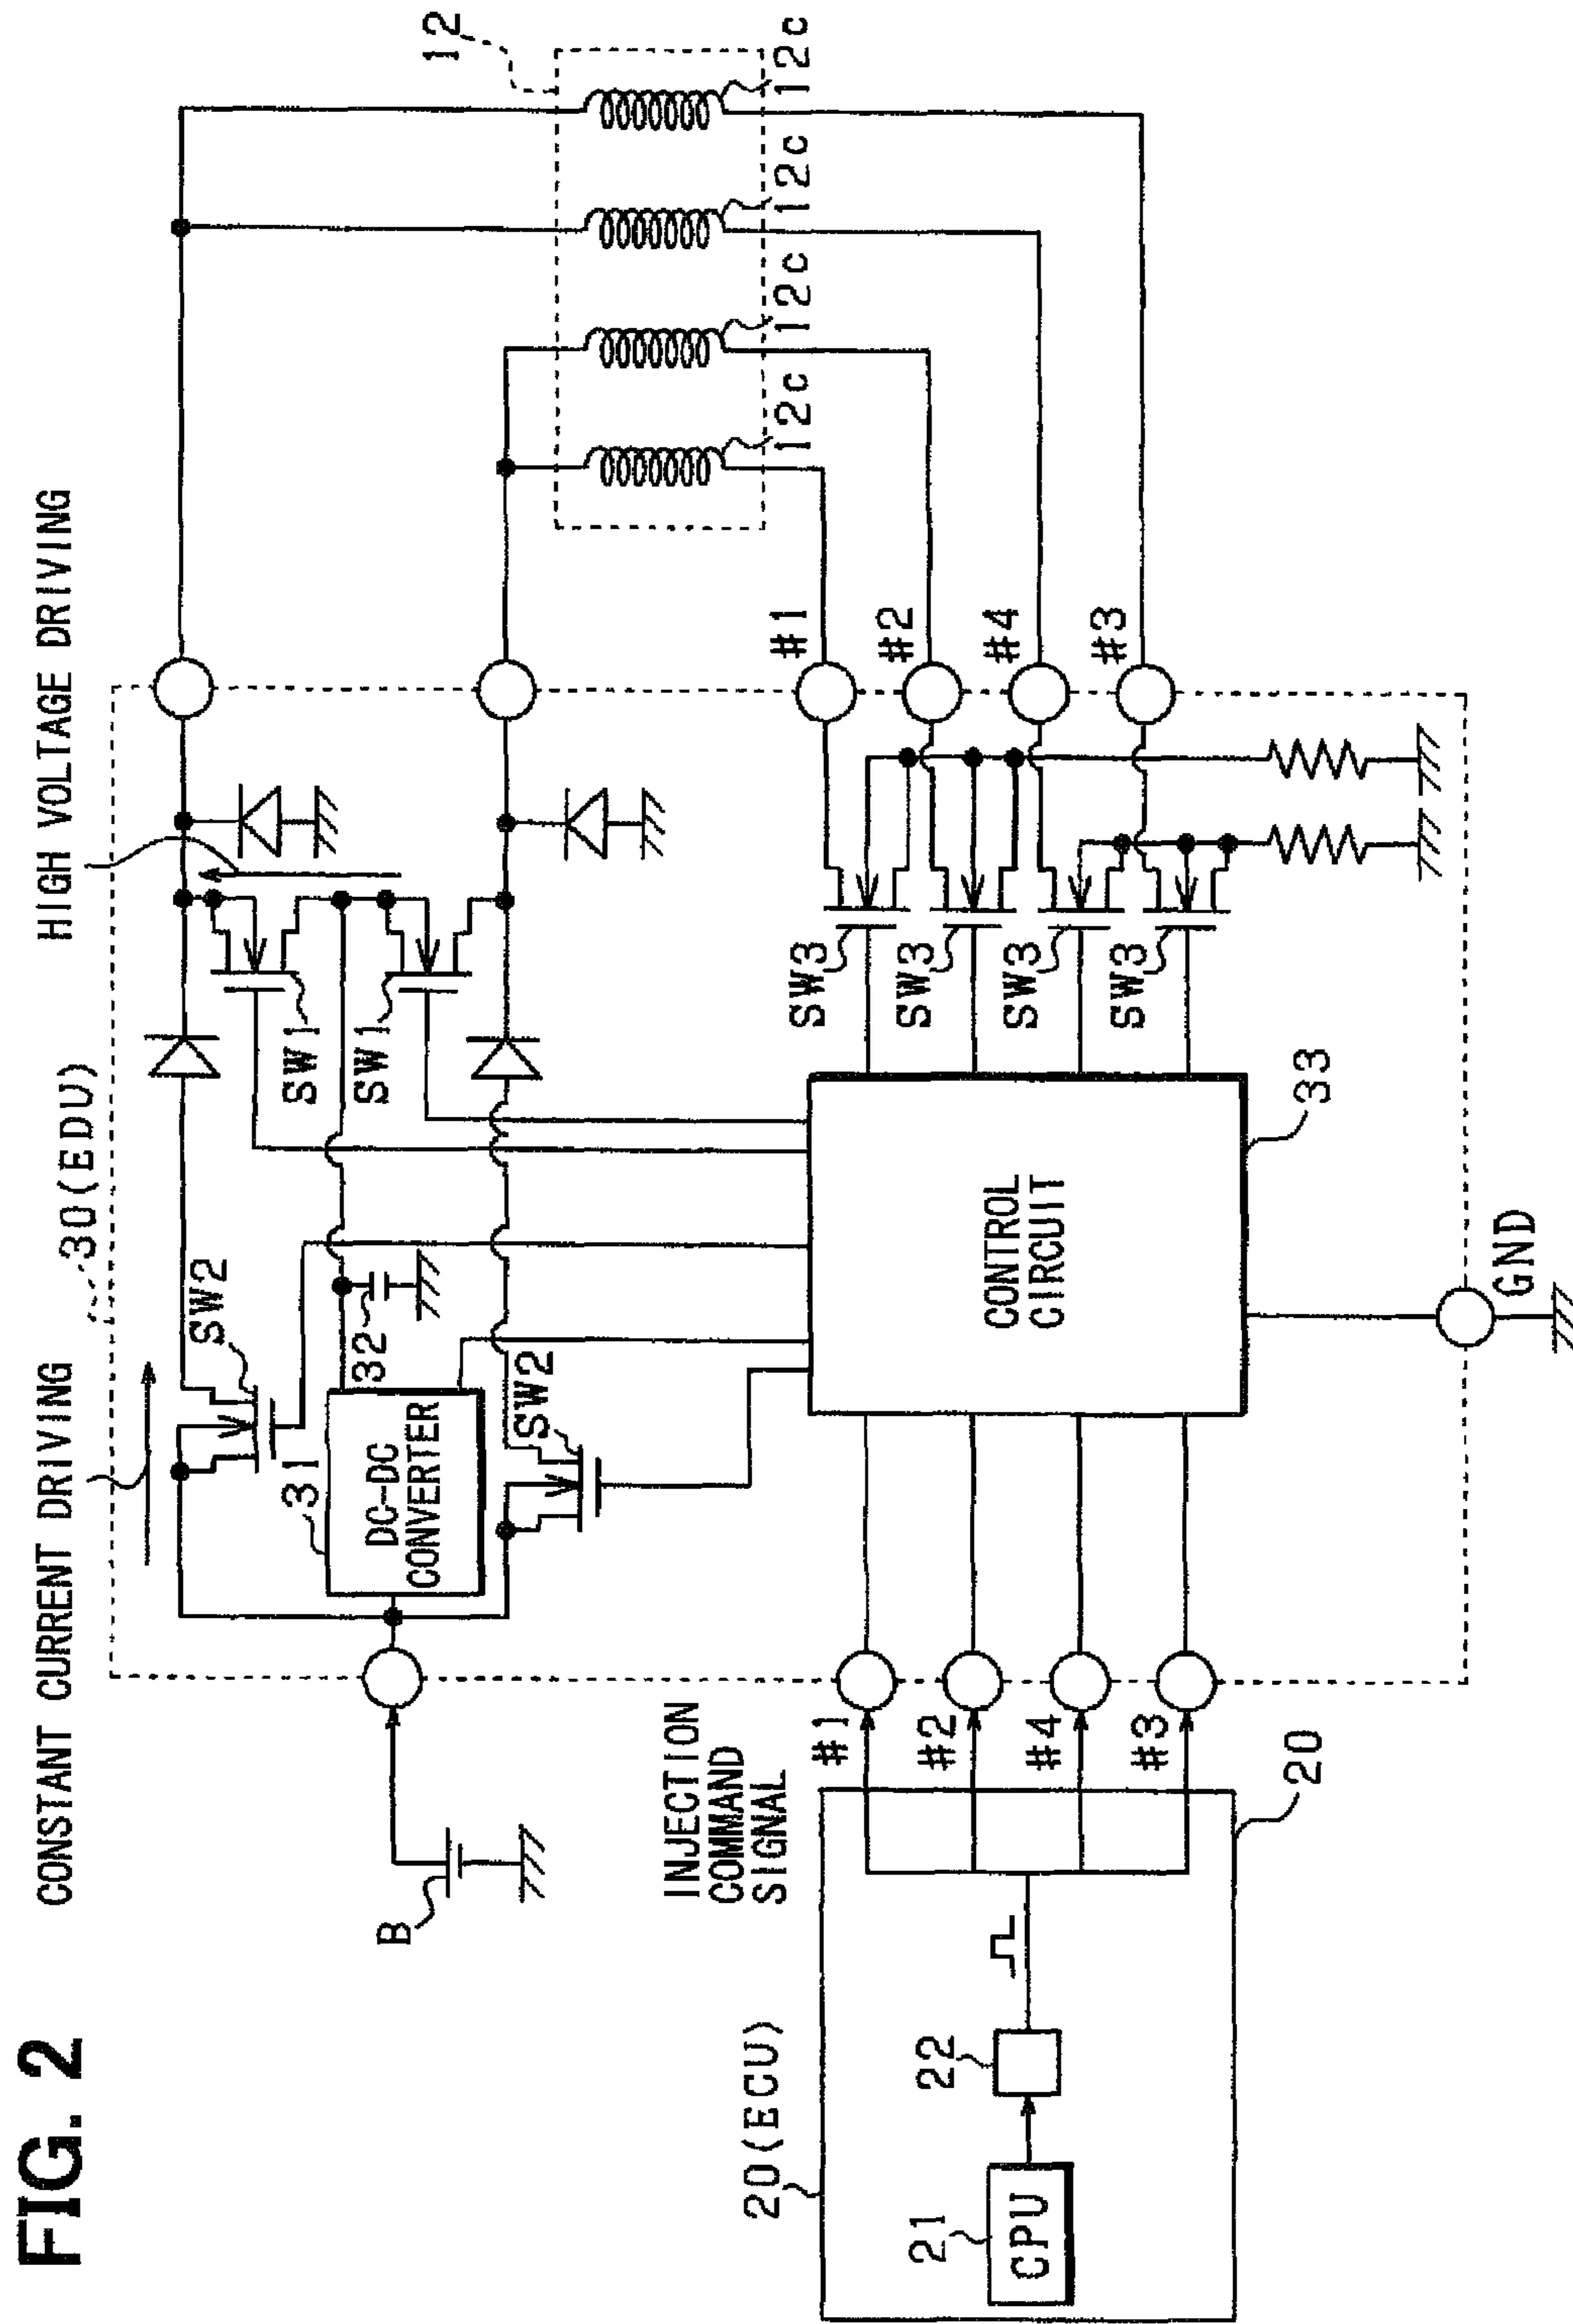 FIG. 2
CONSTANT CURRENT DRIVING
HIGH VOLTAGE DRIVING
30(EDU)
SW2
12
B
31
DC-DC
CONVERTER
32
SW1
SW1
SW2
12c
12c
12c
12c
INJECTION
COMMAND
SIGNAL
20(ECU)
21
CPU
22
#1
#2
#4
#3
20
CONTROL
CIRCUIT
33
SW3
SW3
SW3
SW3
#1
#2
#4
#3
GND